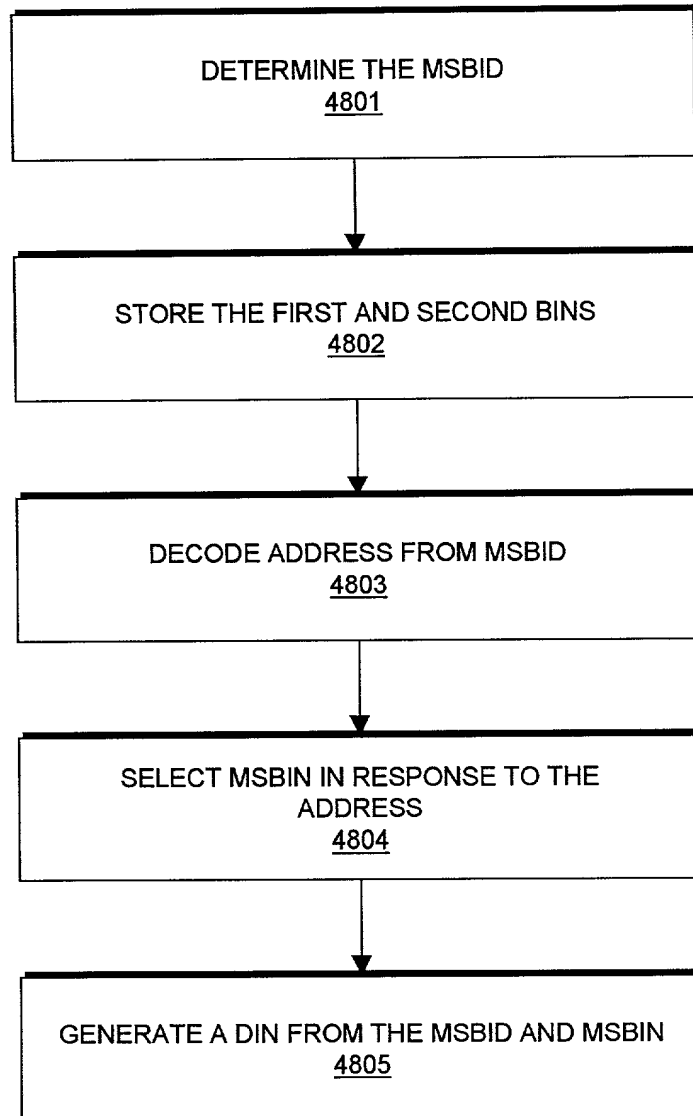 DETERMINE THE MSBID
4801
STORE THE FIRST AND SECOND BINS
4802
DECODE ADDRESS FROM MSBID
4803
SELECT MSBIN IN RESPONSE TO THE
ADDRESS
4804
GENERATE A DIN FROM THE MSBID AND MSBIN
4805